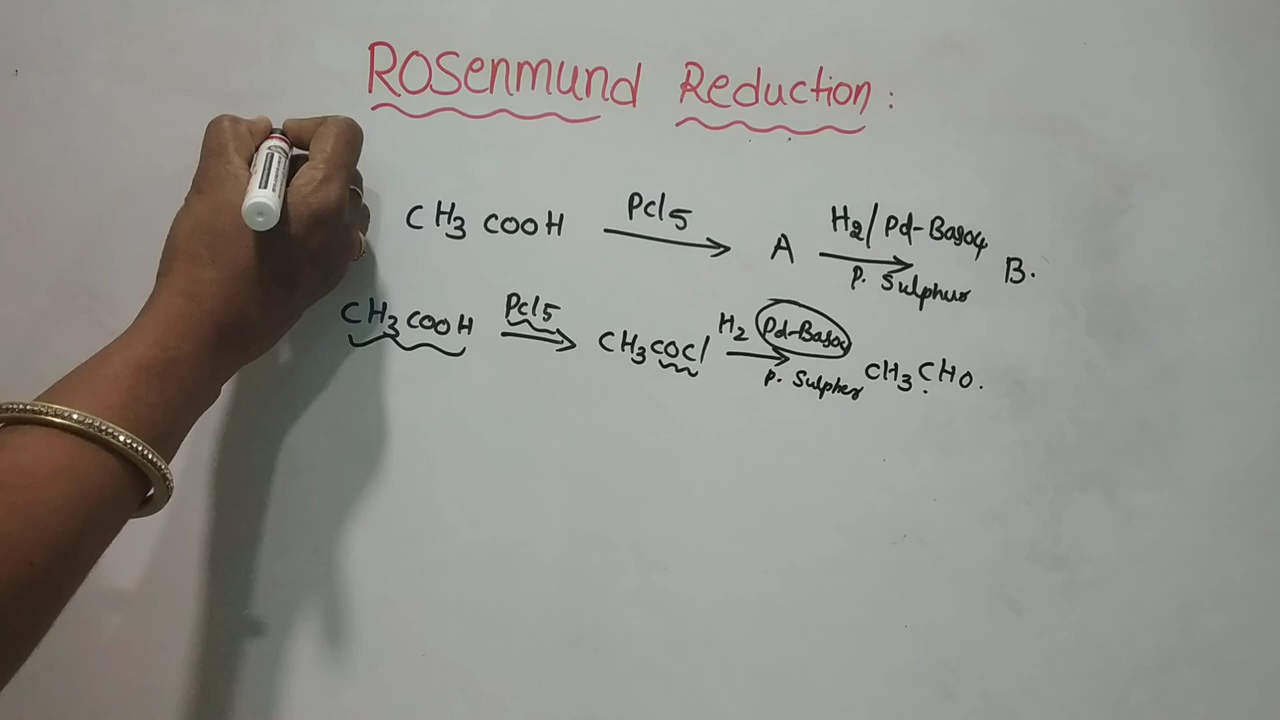 Rosenmund Reduction:
CH3 COOH PCl5 A H2/Pd-BaSO4 P. Sulphur B.
CH3COOH PCl5 CH3COCl H2 Pd-BaSO4 P. Sulpher CH3CHO.